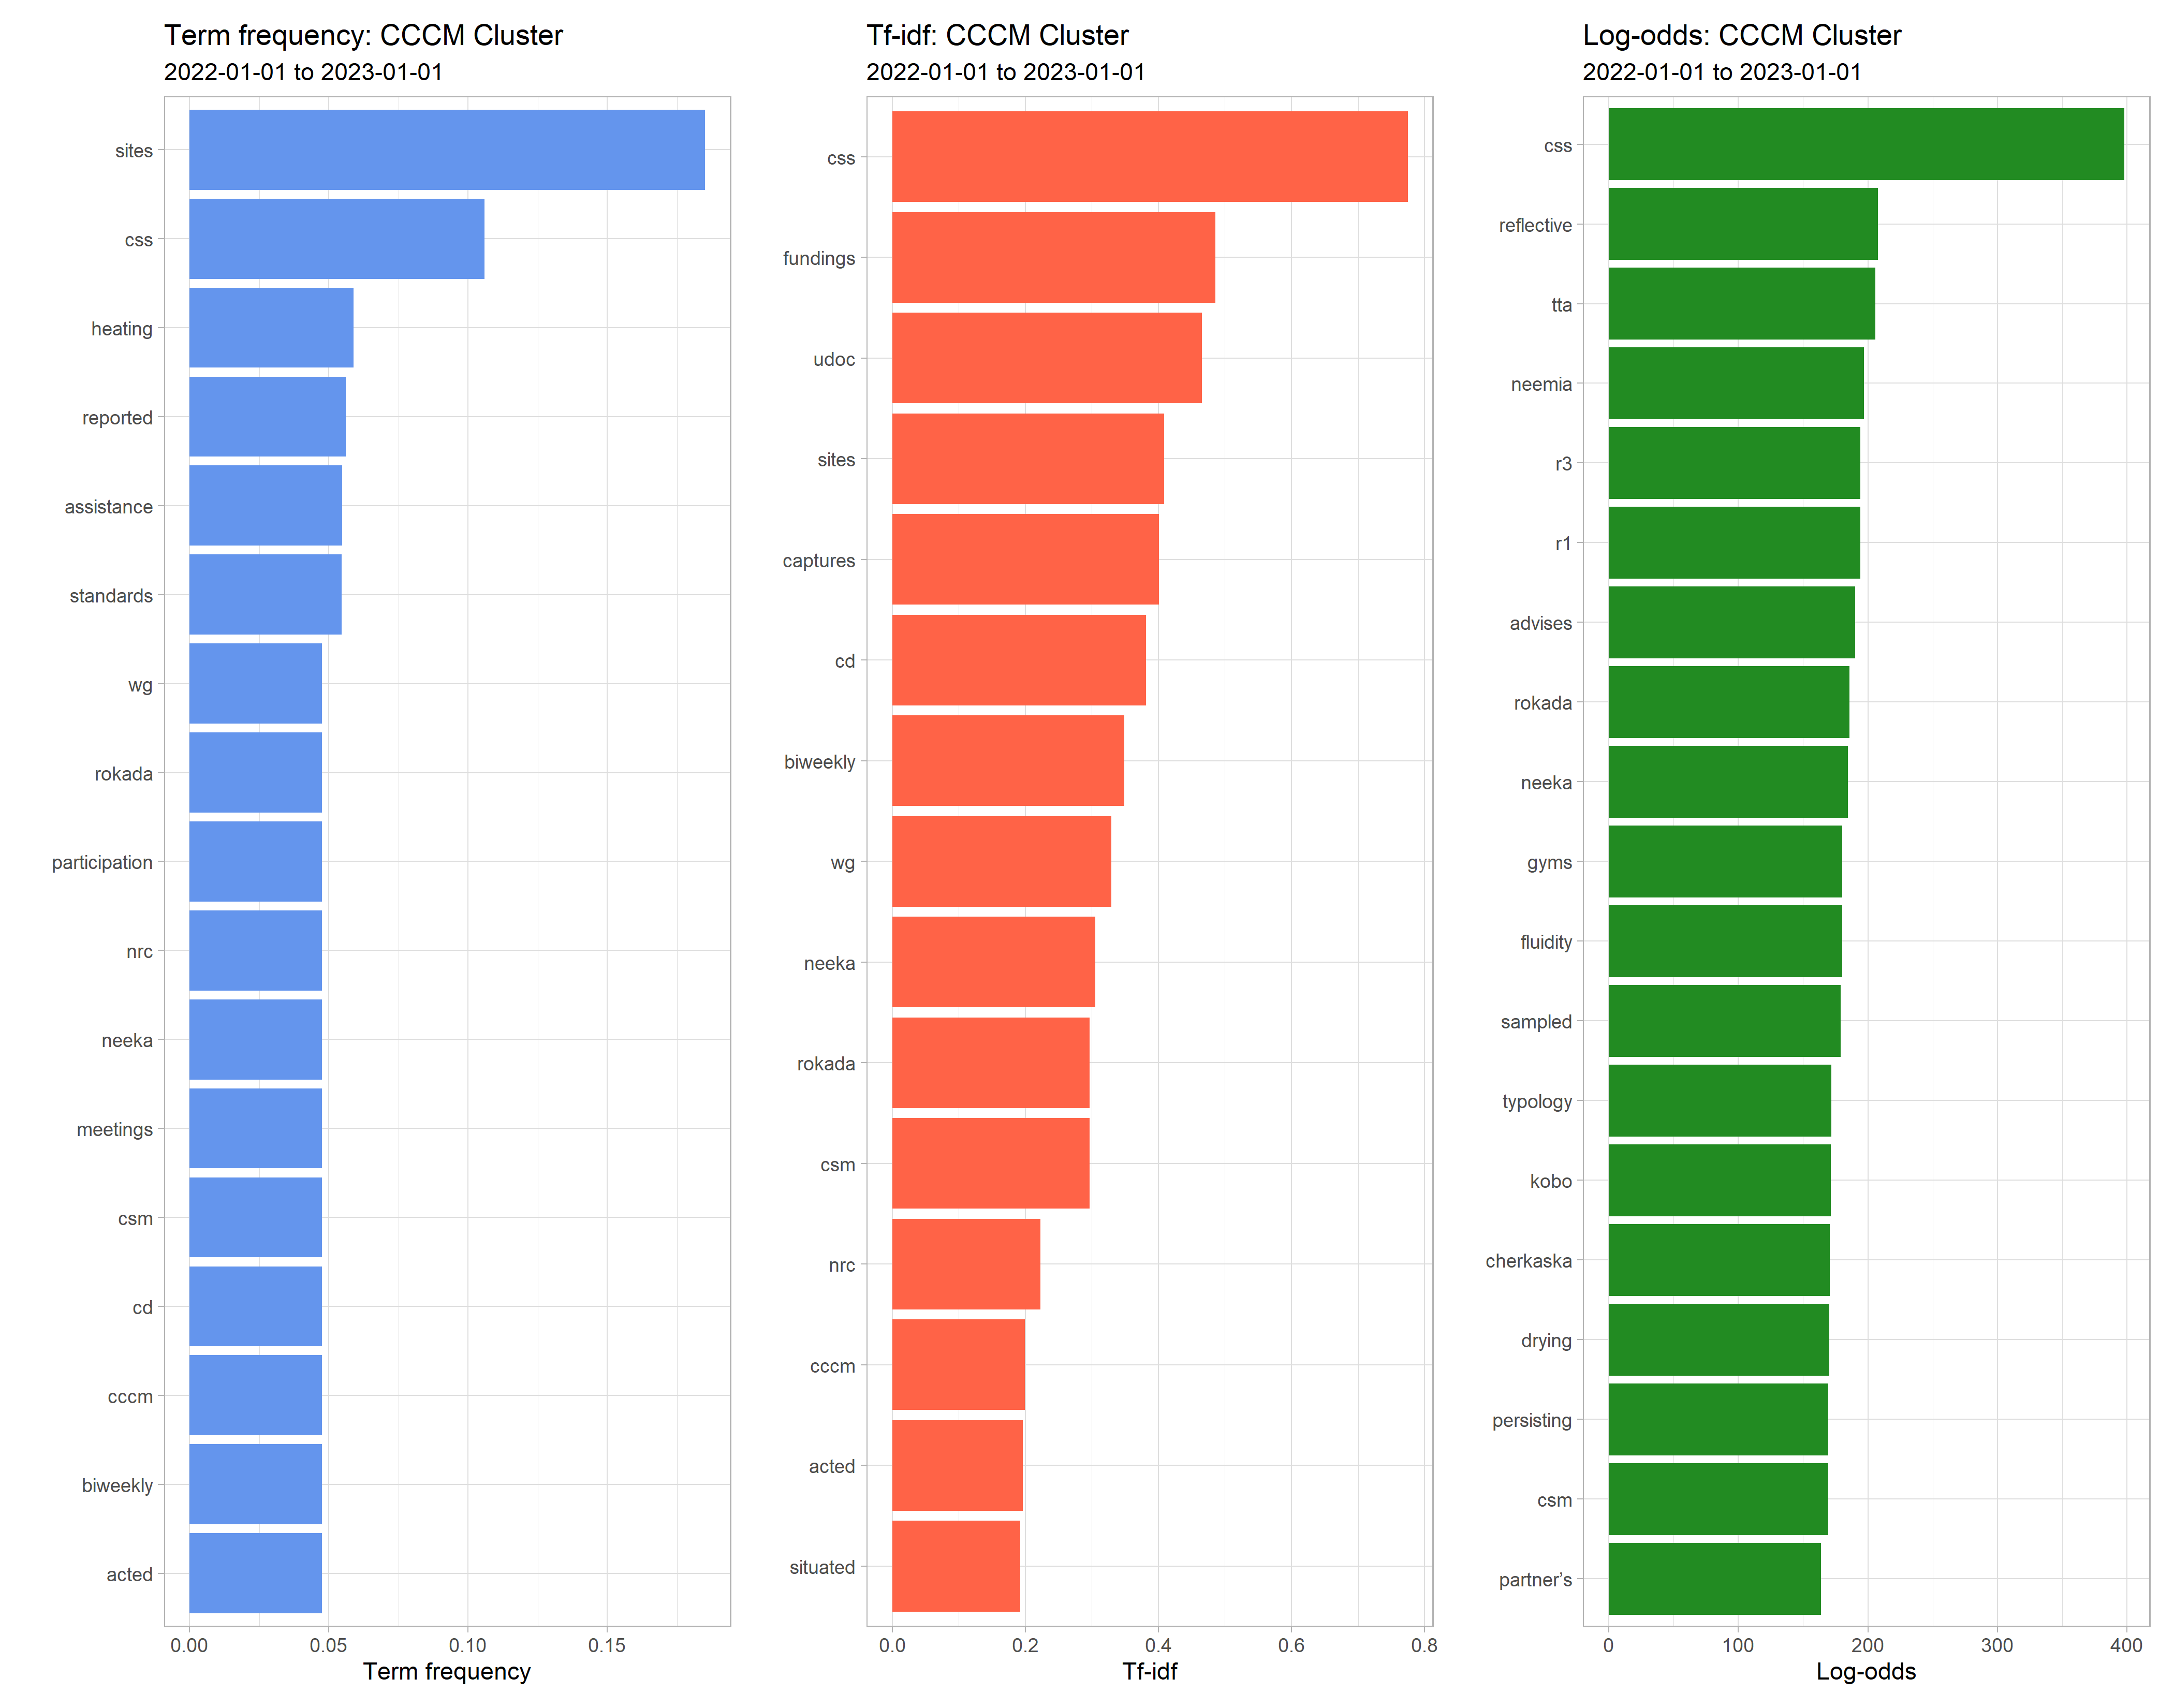 Term frequency: CCCM Cluster
2022-01-01 to 2023-01-01
sites
css
heating
reported
assistance
standards
wg
rokada
participation
nrc
neeka
meetings
csm
cd
cccm
biweekly
acted
0.00 0.05 0.10 0.15
Term frequency
Tf-idf: CCCM Cluster
2022-01-01 to 2023-01-01
css
fundings
udoc
sites
captures
cd
biweekly
wg
neeka
rokada
csm
nrc
cccm
acted
situated
0.0 0.2 0.4 0.6 0.8
Tf-idf
Log-odds: CCCM Cluster
2022-01-01 to 2023-01-01
css
reflective
tta
neemia
r3
r1
advises
rokada
neeka
gyms
fluidity
sampled
typology
kobo
cherkaska
drying
persisting
csm
partner’s
0 100 200 300 400
Log-odds